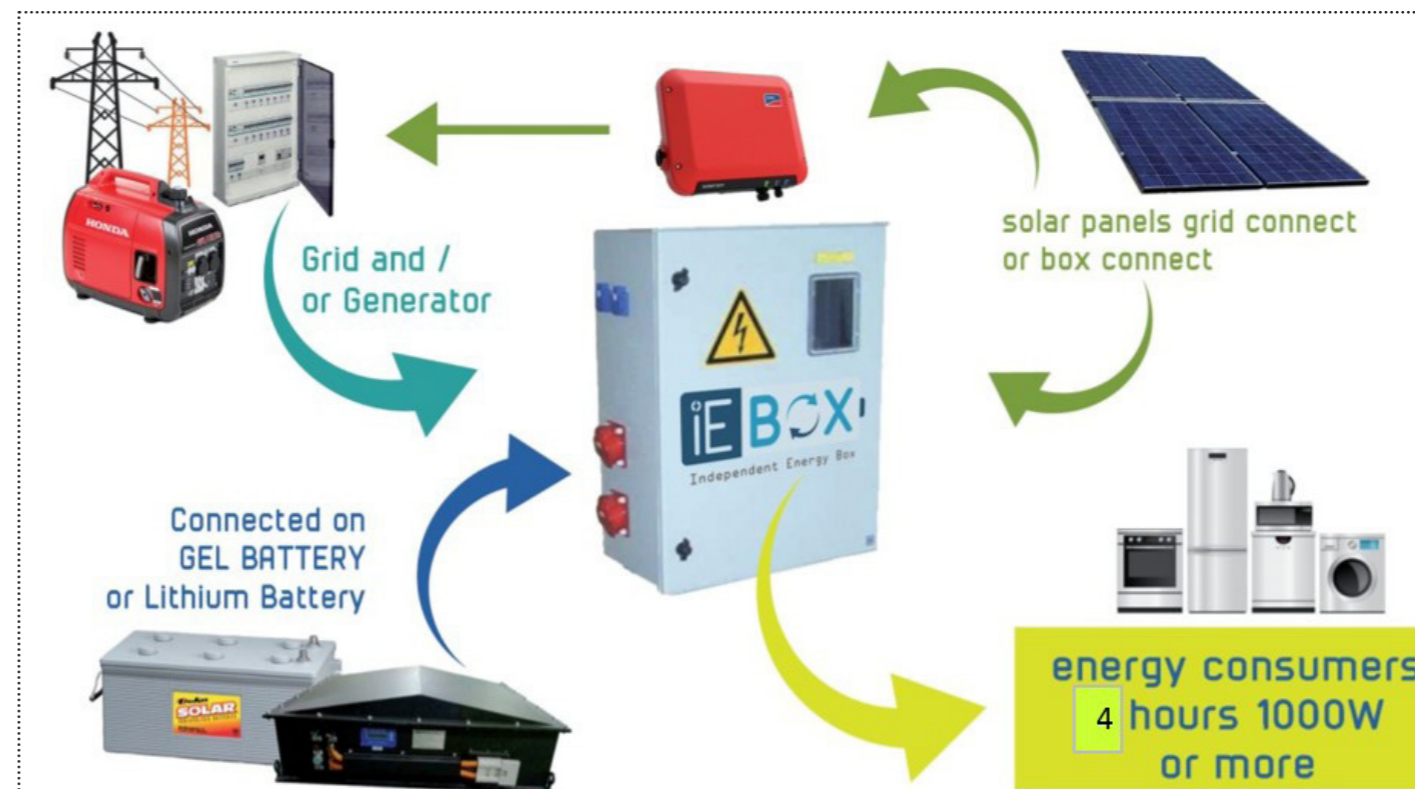 HONDA
Grid and /
or Generator
solar panels grid connect
or box connect
iE BOX
Independent Energy Box
Connected on
GEL BATTERY
or Lithium Battery
SOLAR
energy consumers
4 hours 1000W
or more